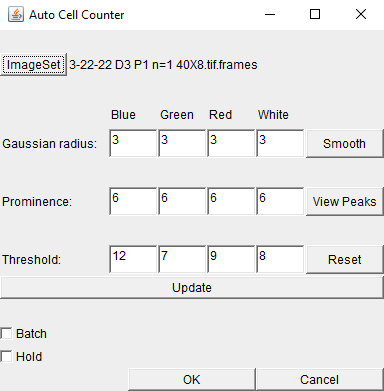 Auto Cell Counter
ImageSet 3-22-22 D3 P1 n=1 40X8.tif.frames
Blue Green Red White
Gaussian radius: 3 3 3 3 Smooth
Prominence: 6 6 6 6 View Peaks
Threshold: 12 7 9 8 Reset
Update
Batch
Hold
OK Cancel